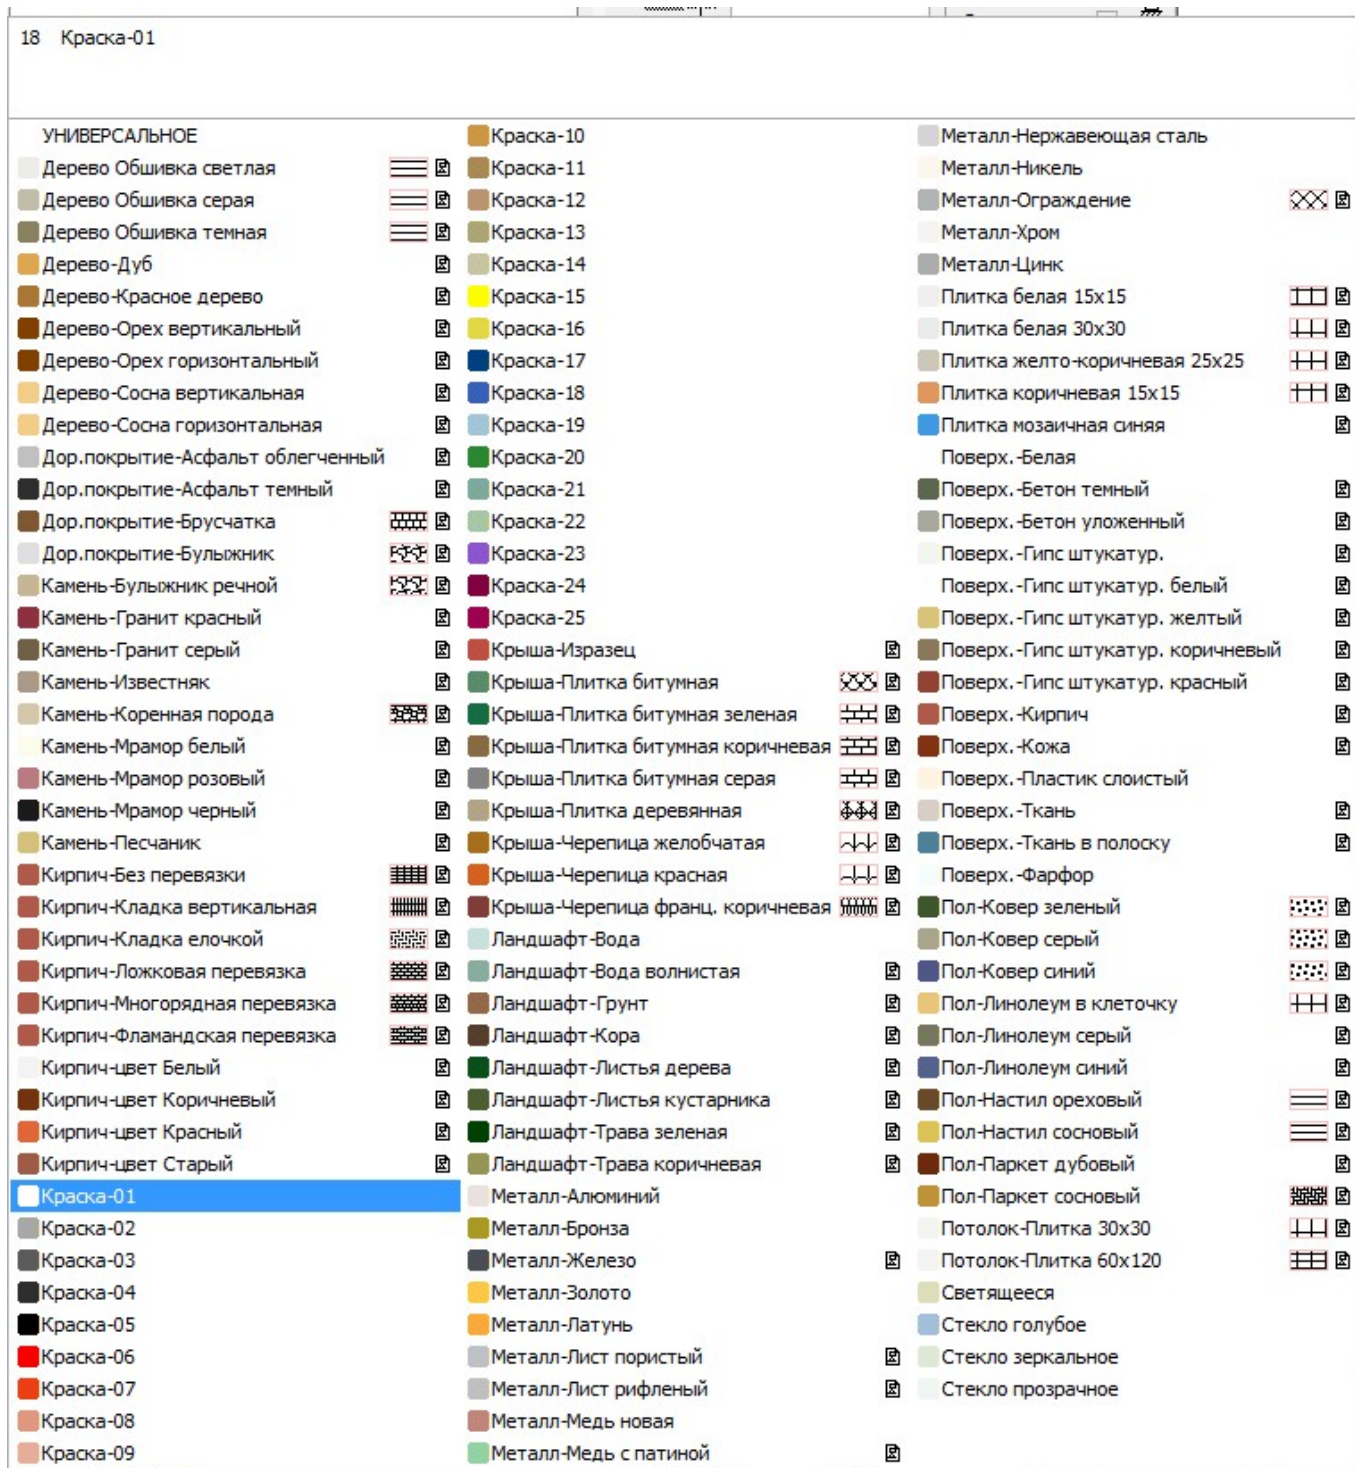 18 Краска-01
УНИВЕРСАЛЬНОЕ
Дерево Обшивка светлая
Дерево Обшивка серая
Дерево Обшивка темная
Дерево-Дуб
Дерево-Красное дерево
Дерево-Орех вертикальный
Дерево-Орех горизонтальный
Дерево-Сосна вертикальная
Дерево-Сосна горизонтальная
Дор.покрытие-Асфальт облегченный
Дор.покрытие-Асфальт темный
Дор.покрытие-Брусчатка
Дор.покрытие-Булыжник
Камень-Булыжник речной
Камень-Гранит красный
Камень-Гранит серый
Камень-Известняк
Камень-Коренная порода
Камень-Мрамор белый
Камень-Мрамор розовый
Камень-Мрамор черный
Камень-Песчаник
Кирпич-Без перевязки
Кирпич-Кладка вертикальная
Кирпич-Кладка елочкой
Кирпич-Ложковая перевязка
Кирпич-Многорядная перевязка
Кирпич-Фламандская перевязка
Кирпич-цвет Белый
Кирпич-цвет Коричневый
Кирпич-цвет Красный
Кирпич-цвет Старый
Краска-01
Краска-02
Краска-03
Краска-04
Краска-05
Краска-06
Краска-07
Краска-08
Краска-09
Краска-10
Краска-11
Краска-12
Краска-13
Краска-14
Краска-15
Краска-16
Краска-17
Краска-18
Краска-19
Краска-20
Краска-21
Краска-22
Краска-23
Краска-24
Краска-25
Крыша-Изразец
Крыша-Плитка битумная
Крыша-Плитка битумная зеленая
Крыша-Плитка битумная коричневая
Крыша-Плитка битумная серая
Крыша-Плитка деревянная
Крыша-Черепица желобчатая
Крыша-Черепица красная
Крыша-Черепица франц. коричневая
Ландшафт-Вода
Ландшафт-Вода волнистая
Ландшафт-Грунт
Ландшафт-Кора
Ландшафт-Листья дерева
Ландшафт-Листья кустарника
Ландшафт-Трава зеленая
Ландшафт-Трава коричневая
Металл-Алюминий
Металл-Бронза
Металл-Железо
Металл-Золото
Металл-Латунь
Металл-Лист пористый
Металл-Лист рифленый
Металл-Медь новая
Металл-Медь с патиной
Металл-Нержавеющая сталь
Металл-Никель
Металл-Ограждение
Металл-Хром
Металл-Цинк
Плитка белая 15x15
Плитка белая 30x30
Плитка желто-коричневая 25x25
Плитка коричневая 15x15
Плитка мозаичная синяя
Поверх.-Белая
Поверх.-Бетон темный
Поверх.-Бетон уложенный
Поверх.-Гипс штукатур.
Поверх.-Гипс штукатур. белый
Поверх.-Гипс штукатур. желтый
Поверх.-Гипс штукатур. коричневый
Поверх.-Гипс штукатур. красный
Поверх.-Кирпич
Поверх.-Кожа
Поверх.-Пластик слоистый
Поверх.-Ткань
Поверх.-Ткань в полоску
Поверх.-Фарфор
Пол-Ковер зеленый
Пол-Ковер серый
Пол-Ковер синий
Пол-Линолеум в клеточку
Пол-Линолеум серый
Пол-Линолеум синий
Пол-Настил ореховый
Пол-Настил сосновый
Пол-Паркет дубовый
Пол-Паркет сосновый
Потолок-Плитка 30x30
Потолок-Плитка 60x120
Светящееся
Стекло голубое
Стекло зеркальное
Стекло прозрачное